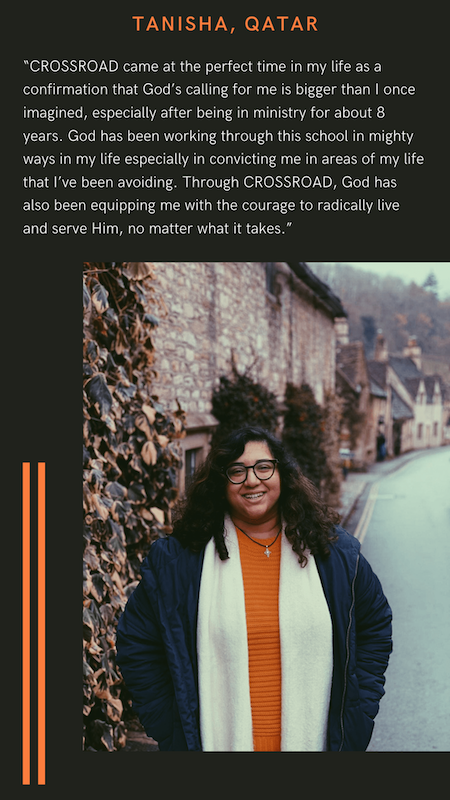 TANISHA, QATAR
“CROSSROAD came at the perfect time in my life as a
confirmation that God’s calling for me is bigger than I once
imagined, especially after being in ministry for about 8
years. God has been working through this school in mighty
ways in my life especially in convicting me in areas of my life
that I’ve been avoiding. Through CROSSROAD, God has
also been equipping me with the courage to radically live
and serve Him, no matter what it takes.”